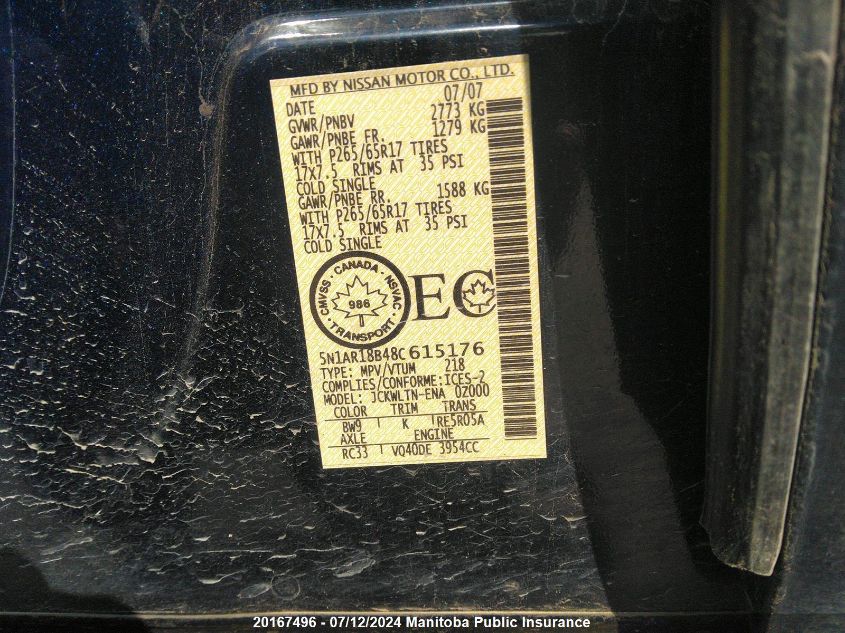 MFD BY NISSAN MOTOR CO., LTD.
DATE 07/07
GVWR/PNBV 2773 KG
GAWR/PNBE FR. 1279 KG
WITH P265/65R17 TIRES
17X7.5 RIMS AT 35 PSI
COLD SINGLE
GAWR/PNBE RR. 1588 KG
WITH P265/65R17 TIRES
17X7.5 RIMS AT 35 PSI
COLD SINGLE
CMVSS · CANADA · NSVAC
986
· TRANSPORT ·
EC
5N1AR18B48C615176
TYPE: MPV/VTUM 218
COMPLIES/CONFORME:ICES-2
MODEL: JCKWLTN-ENA 0Z000
COLOR TRIM TRANS
BW9 K RE5R05A
AXLE ENGINE
RC33 VQ40DE 3954CC
20167496 - 07/12/2024 Manitoba Public Insurance